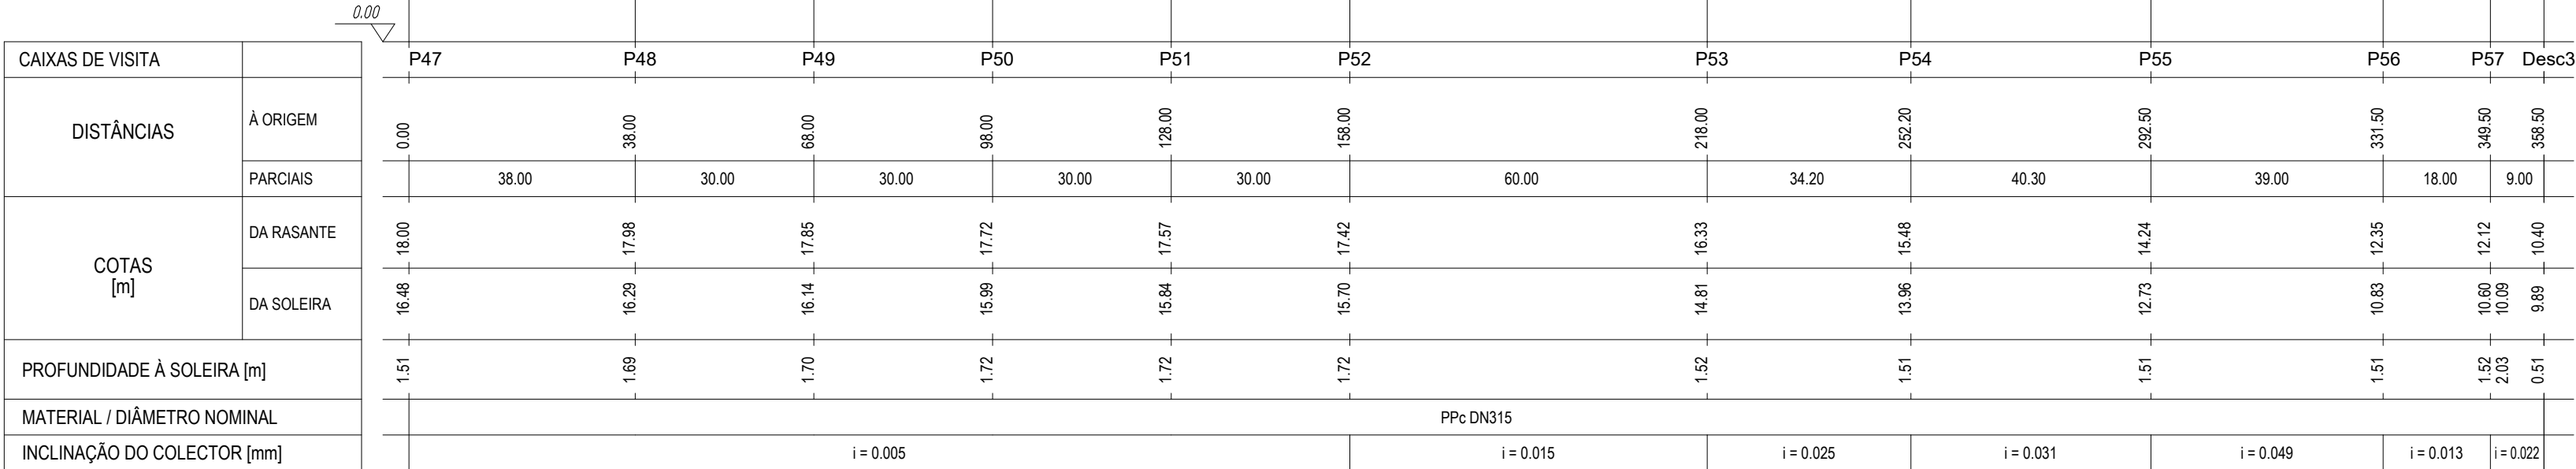 0.00
CAIXAS DE VISITA P47 P48 P49 P50 P51 P52 P53 P54 P55 P56 P57 Desc3
DISTÂNCIAS
À ORIGEM 0.00 38.00 68.00 98.00 128.00 158.00 218.00 252.20 292.50 331.50 349.50 358.50
PARCIAIS 38.00 30.00 30.00 30.00 30.00 60.00 34.20 40.30 39.00 18.00 9.00
COTAS
[m]
DA RASANTE 18.00 17.98 17.85 17.72 17.57 17.42 16.33 15.48 14.24 12.35 12.12 10.40
DA SOLEIRA 16.48 16.29 16.14 15.99 15.84 15.70 14.81 13.96 12.73 10.83 10.60 10.09 9.89
PROFUNDIDADE À SOLEIRA [m] 1.51 1.69 1.70 1.72 1.72 1.72 1.52 1.51 1.51 1.51 1.52 2.03 0.51
MATERIAL / DIÂMETRO NOMINAL PPc DN315
INCLINAÇÃO DO COLECTOR [mm] i = 0.005 i = 0.015 i = 0.025 i = 0.031 i = 0.049 i = 0.013 i = 0.022